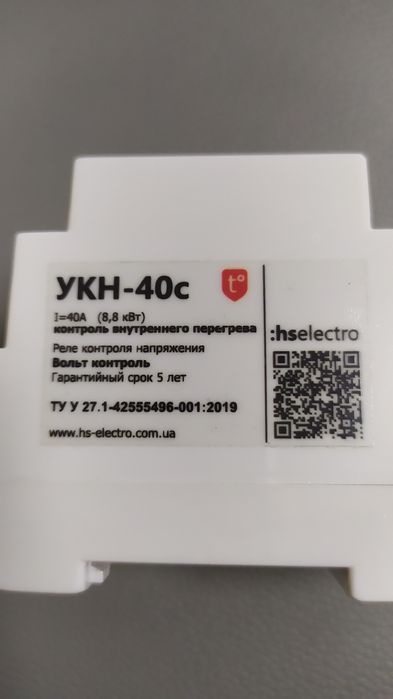 УКН-40с
t°
I=40A (8,8 кВт)
контроль внутреннего перегрева
Реле контроля напряжения
Вольт контроль
Гарантийный срок 5 лет
ТУ У 27.1-42555496-001:2019
www.hs-electro.com.ua
:hselectro